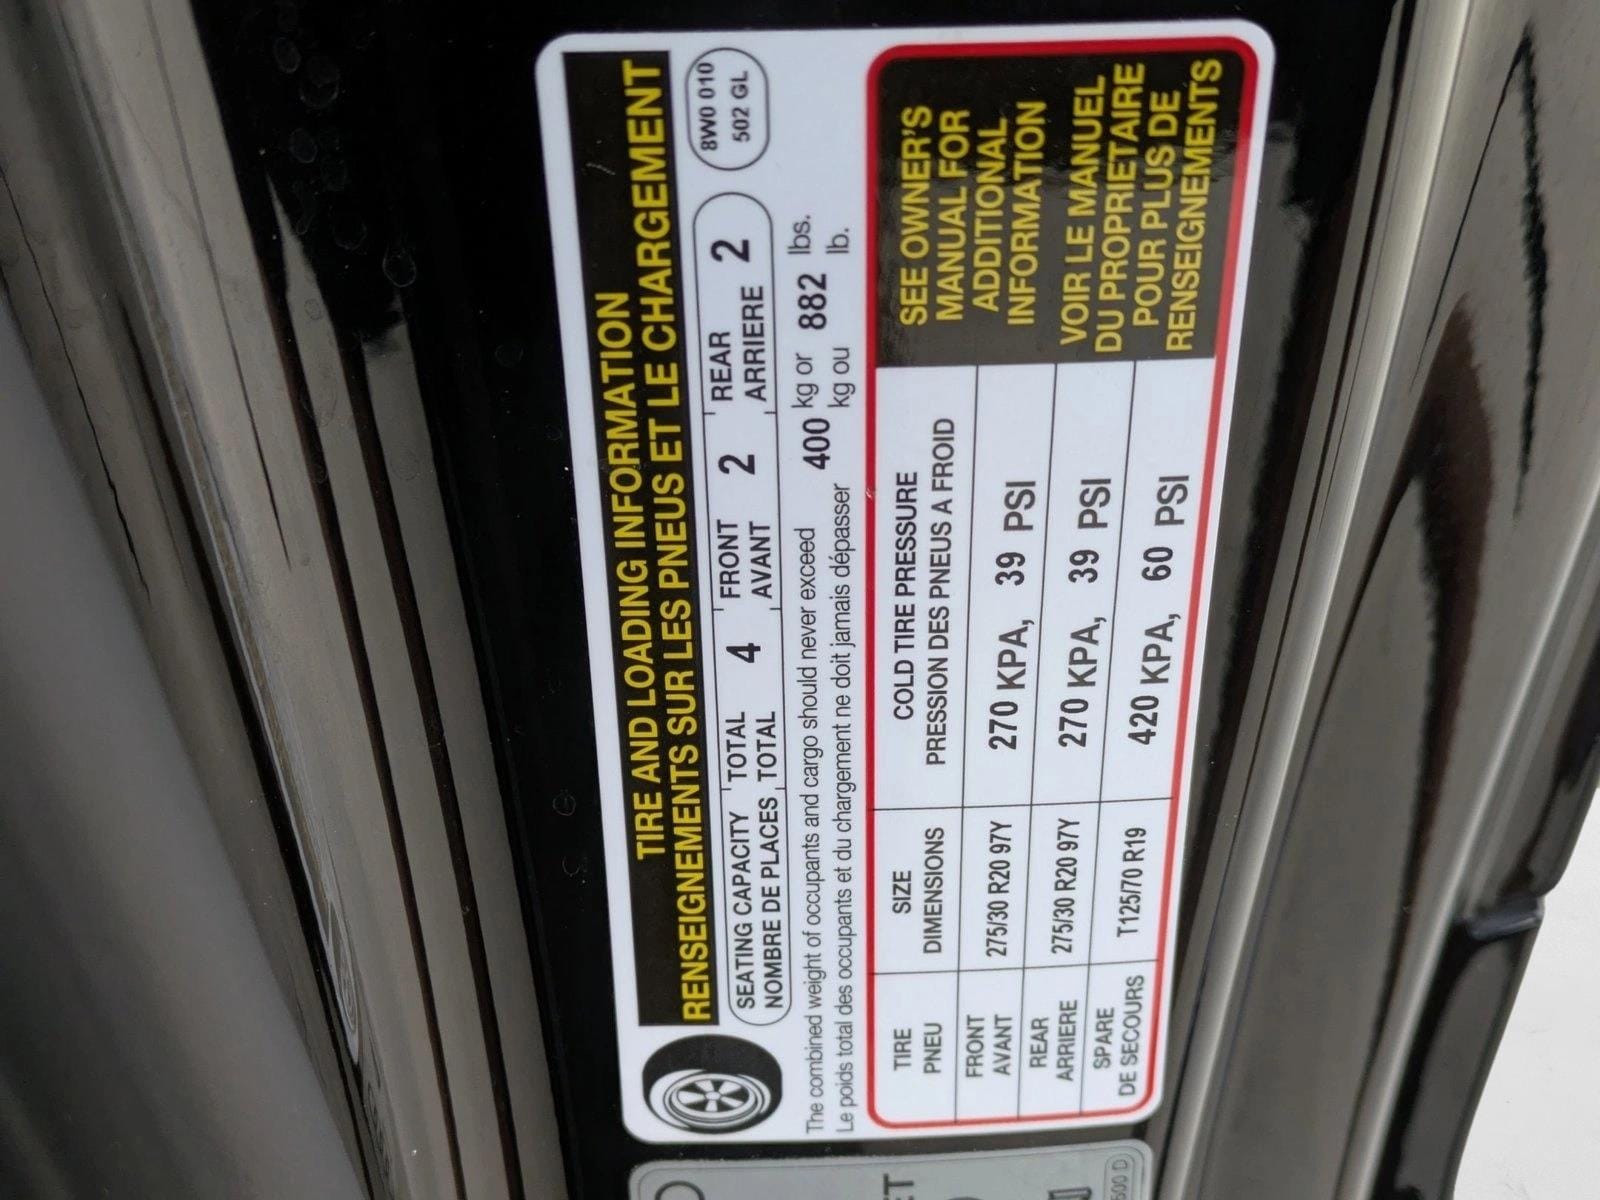 TIRE AND LOADING INFORMATION
RENSEIGNEMENTS SUR LES PNEUS ET LE CHARGEMENT
SEATING CAPACITY TOTAL 4 FRONT 2 REAR 2
NOMBRE DE PLACES TOTAL AVANT ARRIERE
8W0 010
502 GL
The combined weight of occupants and cargo should never exceed 400 kg or 882 lbs.
Le poids total des occupants et du chargement ne doit jamais dépasser kg ou lb.
TIRE SIZE COLD TIRE PRESSURE
PNEU DIMENSIONS PRESSION DES PNEUS A FROID
FRONT
AVANT 275/30 R20 97Y 270 KPA, 39 PSI
REAR
ARRIERE 275/30 R20 97Y 270 KPA, 39 PSI
SPARE
DE SECOURS T125/70 R19 420 KPA, 60 PSI
SEE OWNER'S
MANUAL FOR
ADDITIONAL
INFORMATION
VOIR LE MANUEL
DU PROPRIETAIRE
POUR PLUS DE
RENSEIGNEMENTS